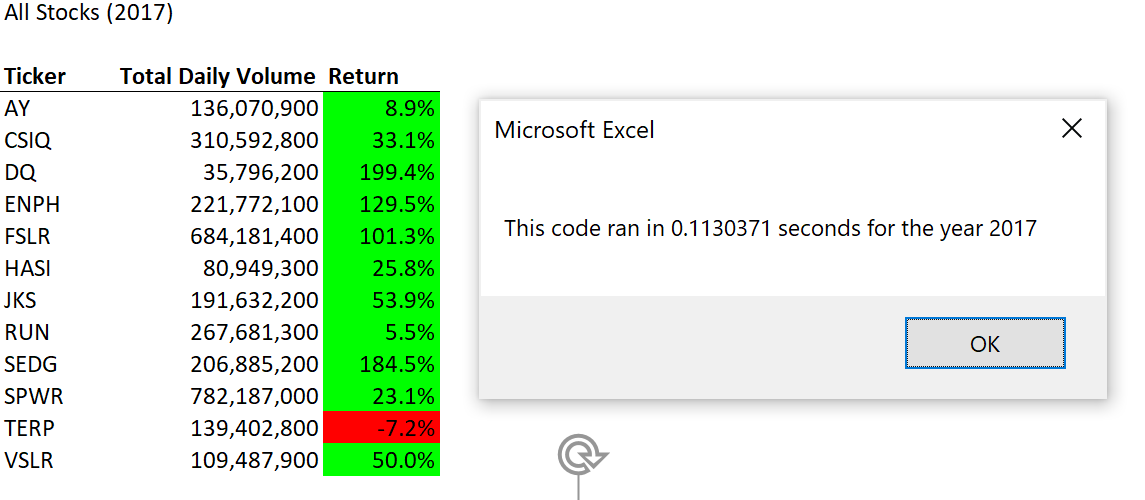 All Stocks (2017)
Ticker Total Daily Volume Return
AY 136,070,900 8.9%
CSIQ 310,592,800 33.1%
DQ 35,796,200 199.4%
ENPH 221,772,100 129.5%
FSLR 684,181,400 101.3%
HASI 80,949,300 25.8%
JKS 191,632,200 53.9%
RUN 267,681,300 5.5%
SEDG 206,885,200 184.5%
SPWR 782,187,000 23.1%
TERP 139,402,800 -7.2%
VSLR 109,487,900 50.0%
Microsoft Excel
This code ran in 0.1130371 seconds for the year 2017
OK